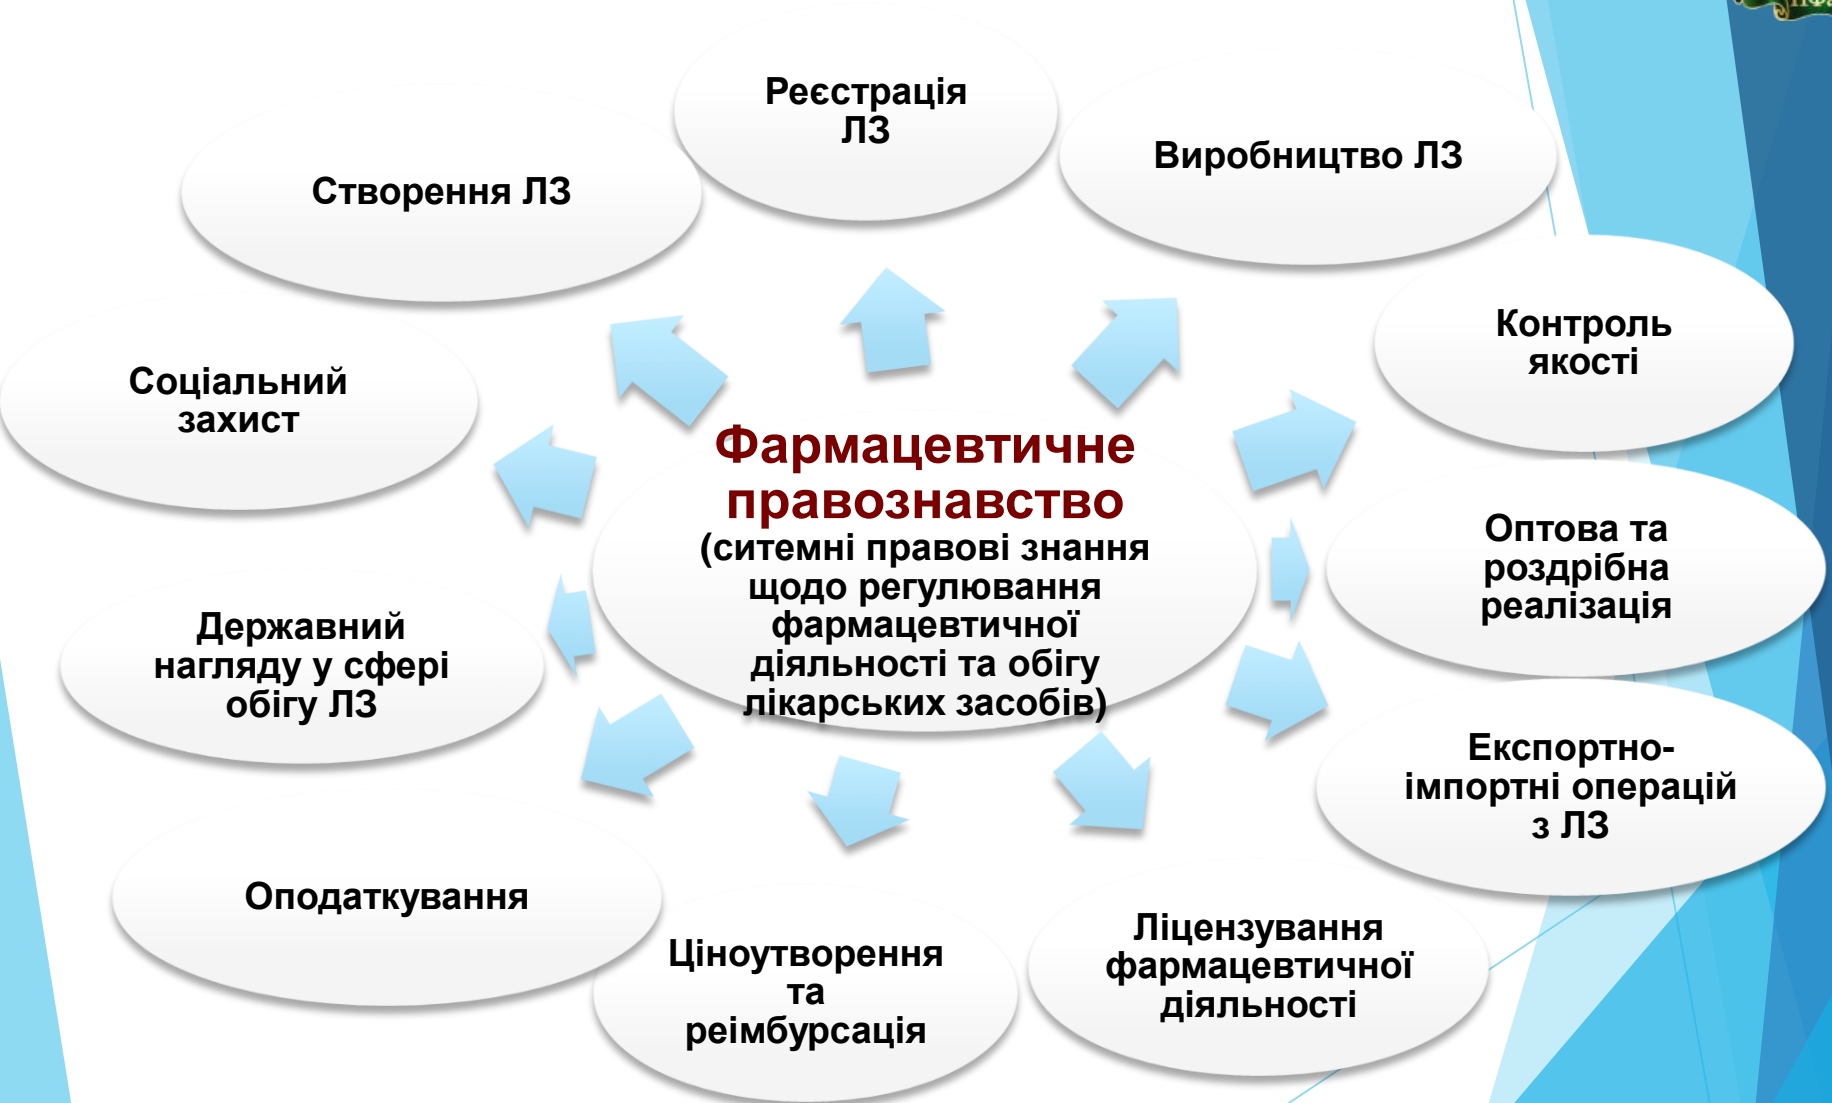 Реєстрація
ЛЗ
Виробництво ЛЗ
Створення ЛЗ
Контроль
якості
Соціальний
захист
Фармацевтичне
правознавство
(ситемні правові знання
щодо регулювання
фармацевтичної
діяльності та обігу
лікарських засобів)
Оптова та
роздрібна
реалізація
Державний
нагляду у сфері
обігу ЛЗ
Експортно-
імпортні операцій
з ЛЗ
Оподаткування
Ціноутворення
та
реімбурсація
Ліцензування
фармацевтичної
діяльності